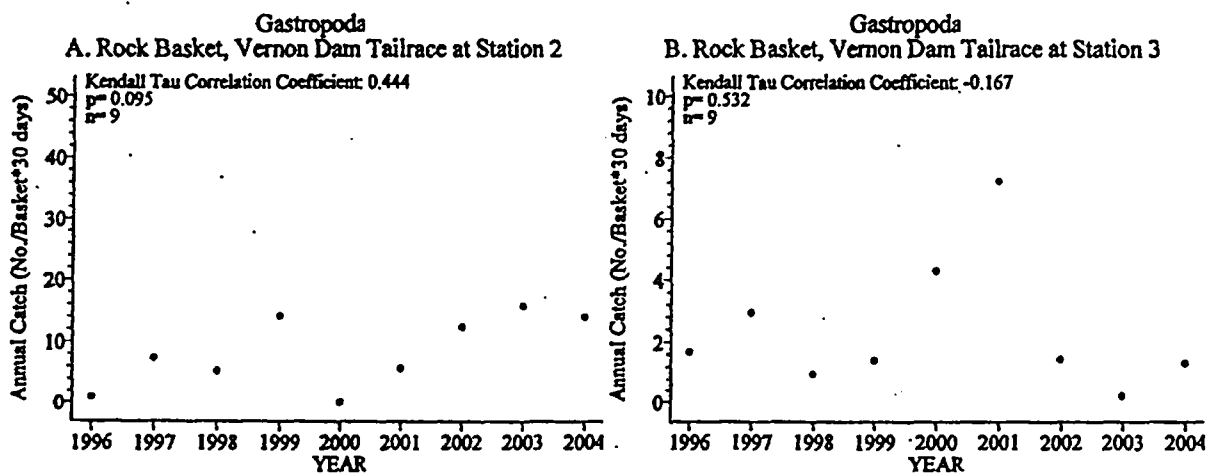 Gastropoda
A. Rock Basket, Vernon Dam Tailrace at Station 2
Kendall Tau Correlation Coefficient: 0.444
p= 0.095
n= 9
Annual Catch (No./Basket*30 days)
50
40
30
20
10
0
1996 1997 1998 1999 2000 2001 2002 2003 2004
YEAR
Gastropoda
B. Rock Basket, Vernon Dam Tailrace at Station 3
Kendall Tau Correlation Coefficient: -0.167
p= 0.532
n= 9
Annual Catch (No./Basket*30 days)
10
8
6
4
2
0
1996 1997 1998 1999 2000 2001 2002 2003 2004
YEAR